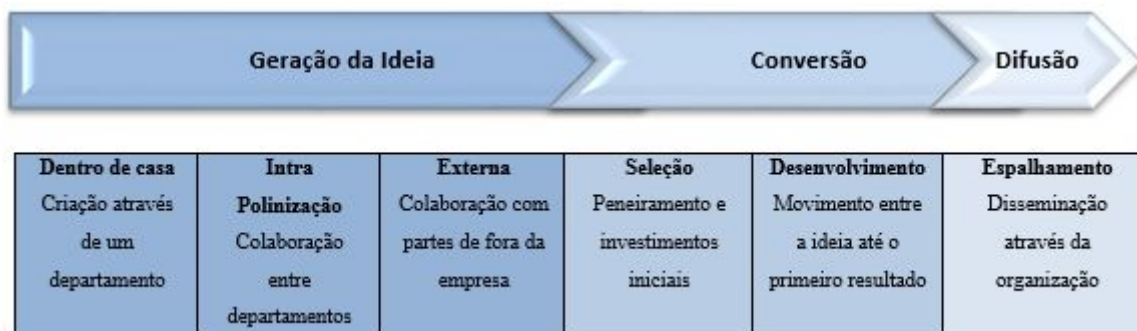 Geração da Ideia
Conversão
Difusão
Dentro de casa
Criação através
de um
departamento
Intra
Polinização
Colaboração
entre
departamentos
Externa
Colaboração com
partes de fora da
empresa
Seleção
Peneiramento e
investimentos
iniciais
Desenvolvimento
Movimento entre
a ideia até o
primeiro resultado
Espalhamento
Disseminação
através da
organização